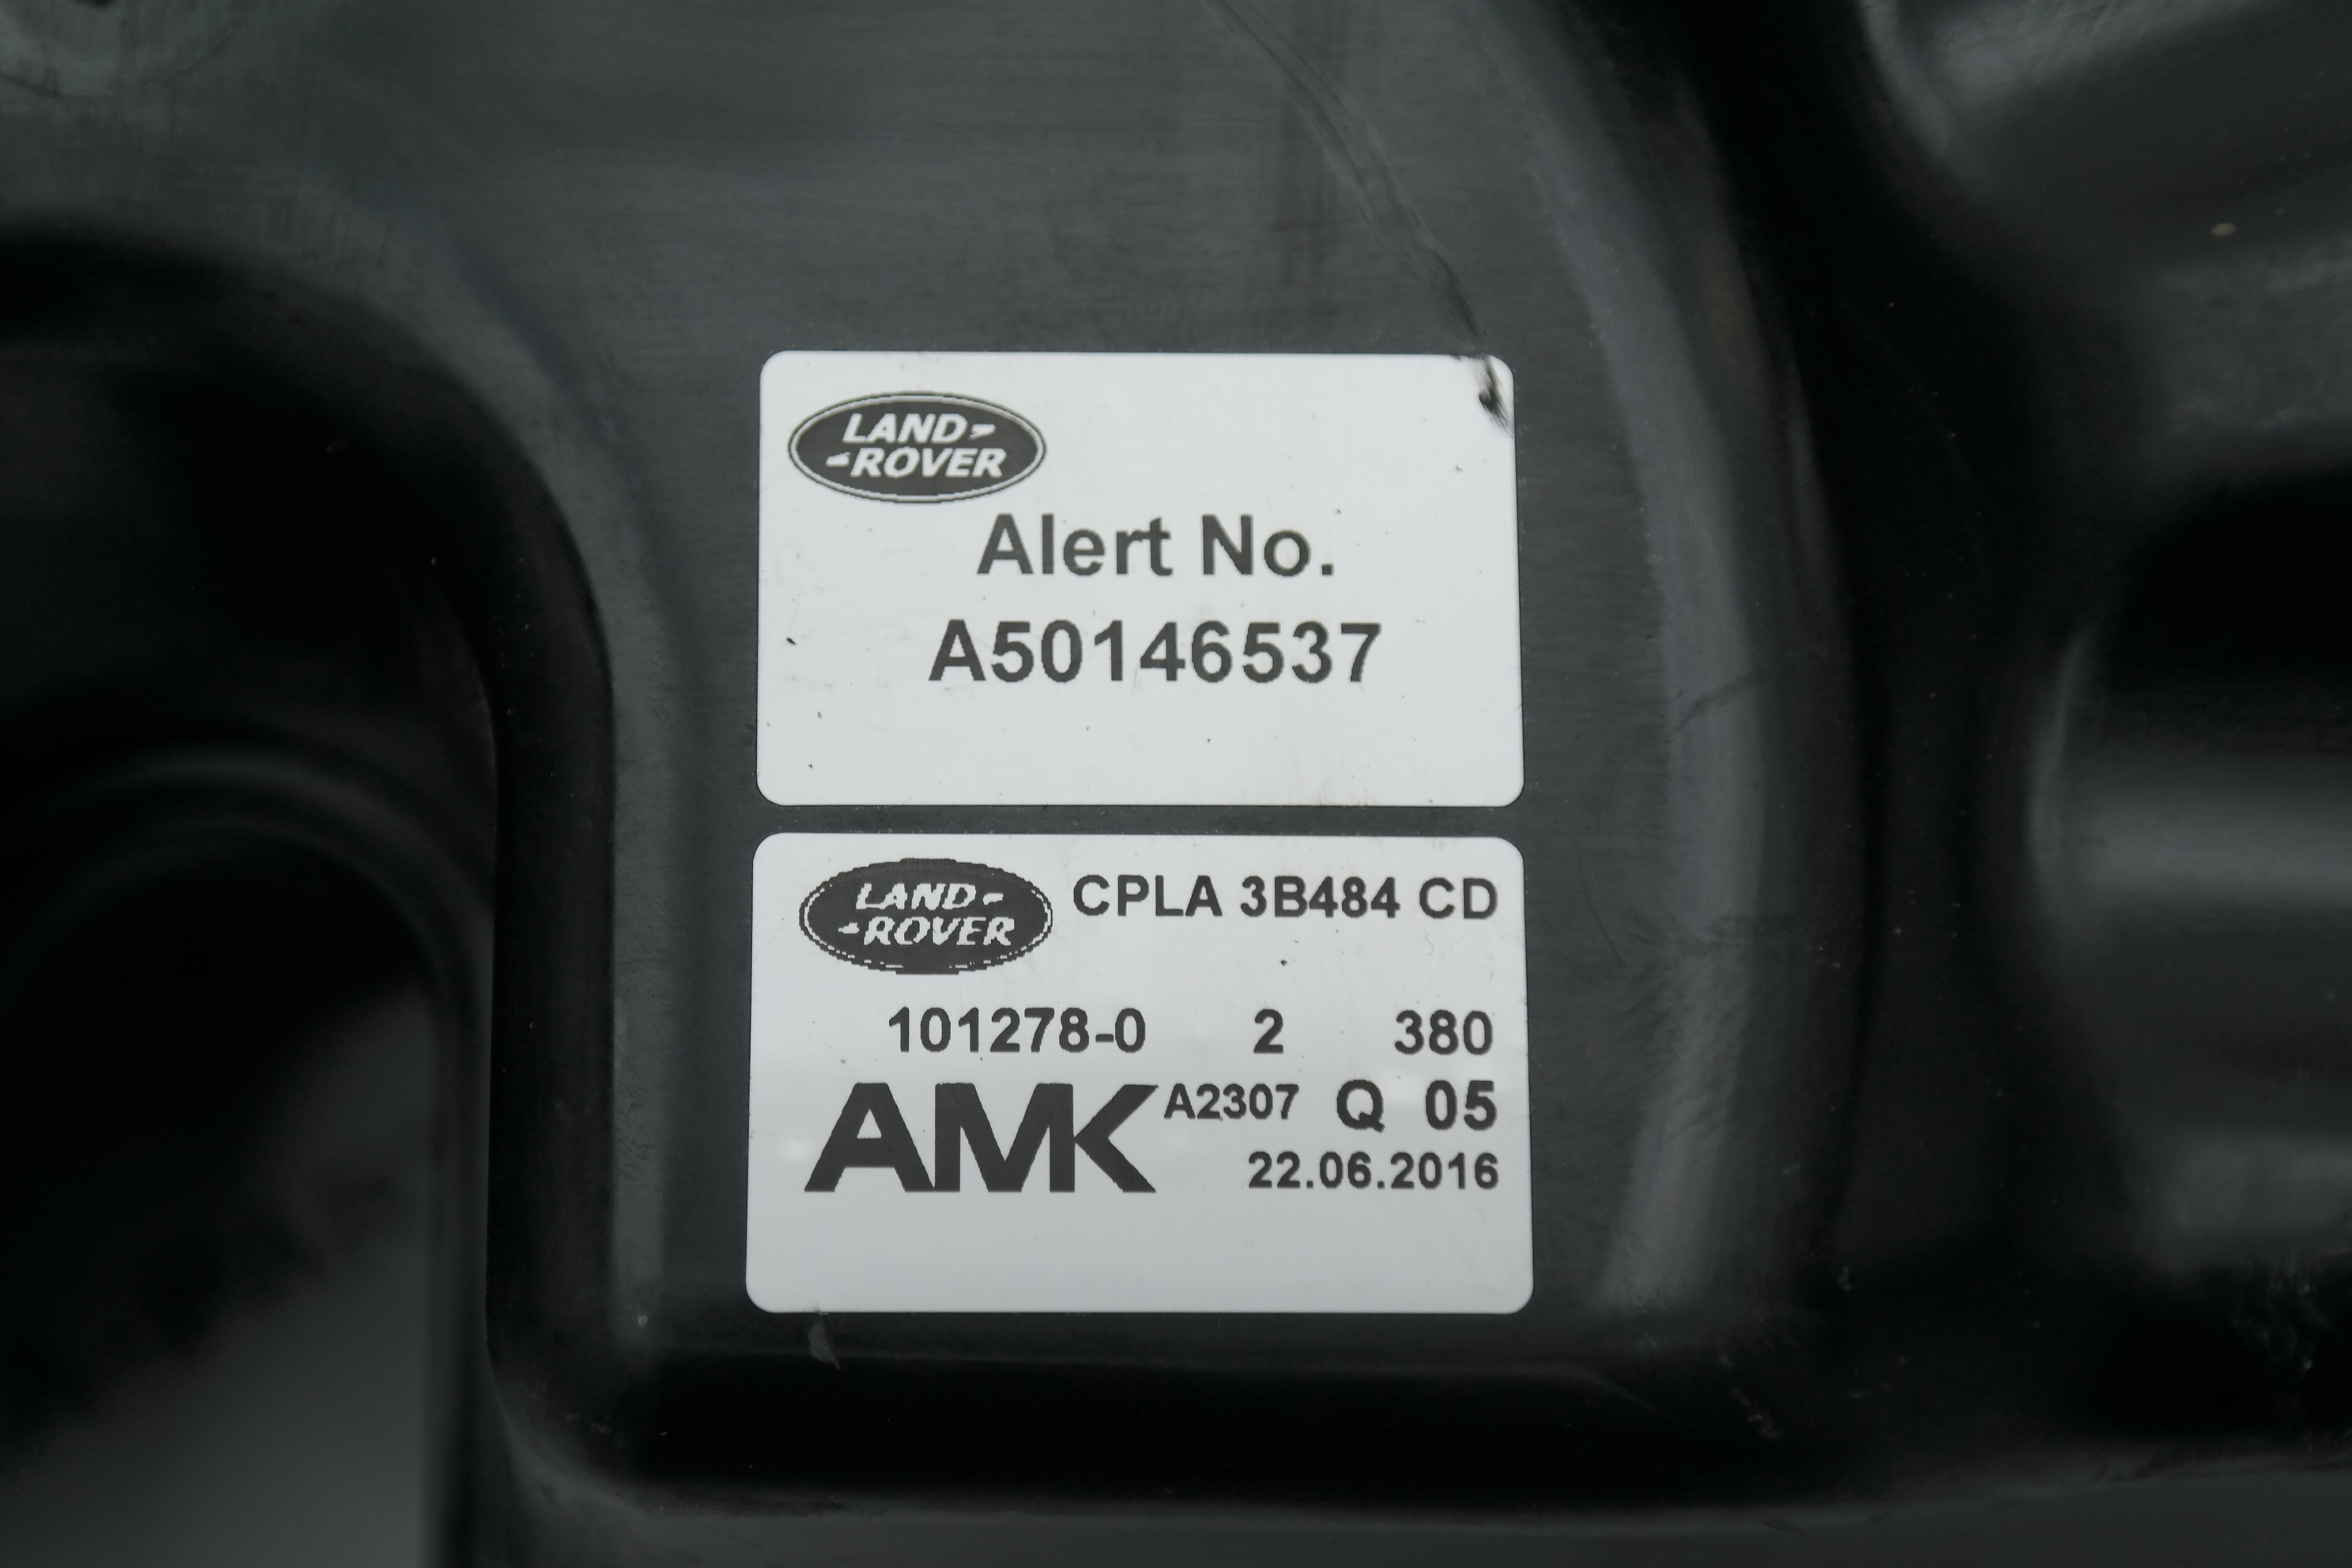 LAND-
-ROVER
Alert No.
A50146537
LAND-
-ROVER
CPLA 3B484 CD
101278-0 2 380
AMK A2307 Q 05
22.06.2016